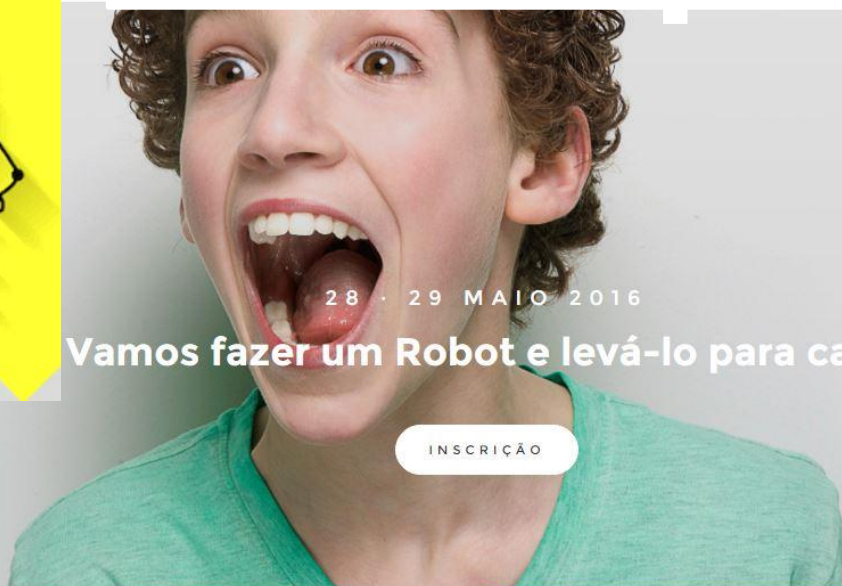 28 · 29 MAIO 2016
Vamos fazer um Robot e levá-lo para ca
INSCRIÇÃO